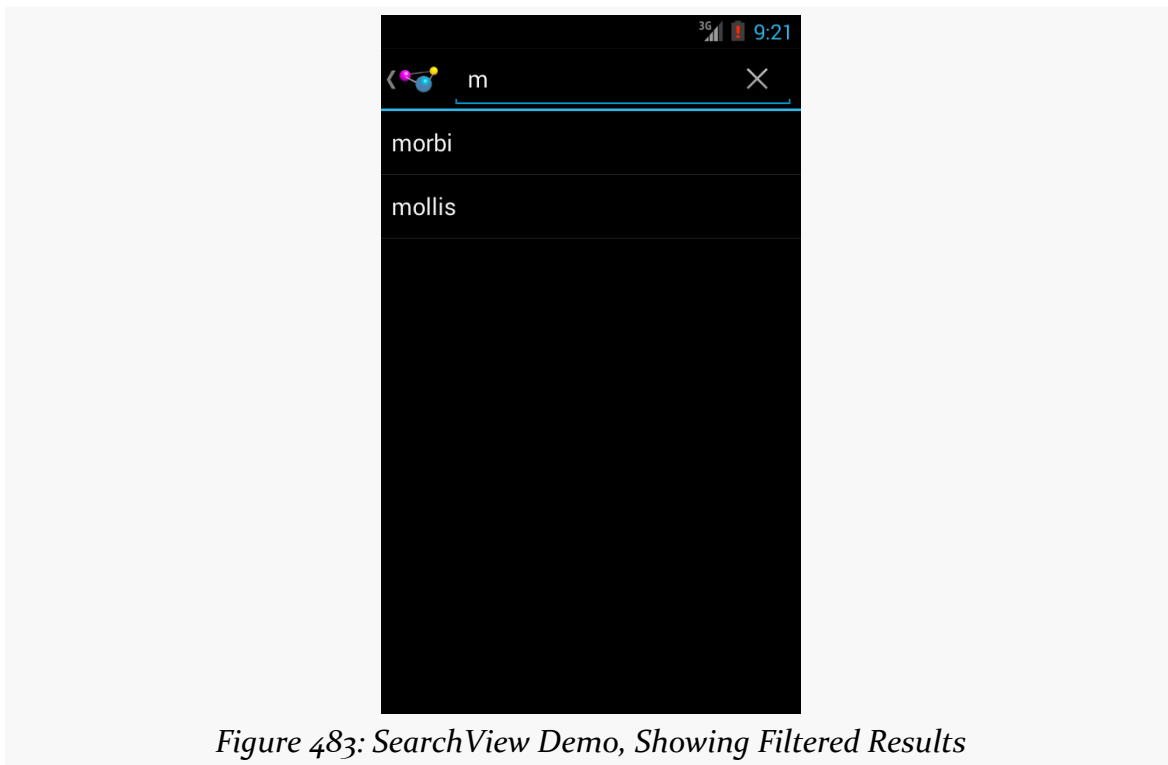 3G 9:21
m
morbi
mollis
Figure 483: SearchView Demo, Showing Filtered Results